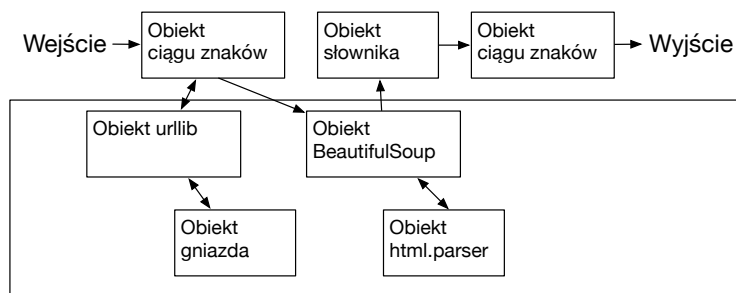 Wejście
Obiekt
ciągu znaków
Obiekt
słownika
Obiekt
ciągu znaków
Wyjście
Obiekt urllib
Obiekt
BeautifulSoup
Obiekt
gniazda
Obiekt
html.parser